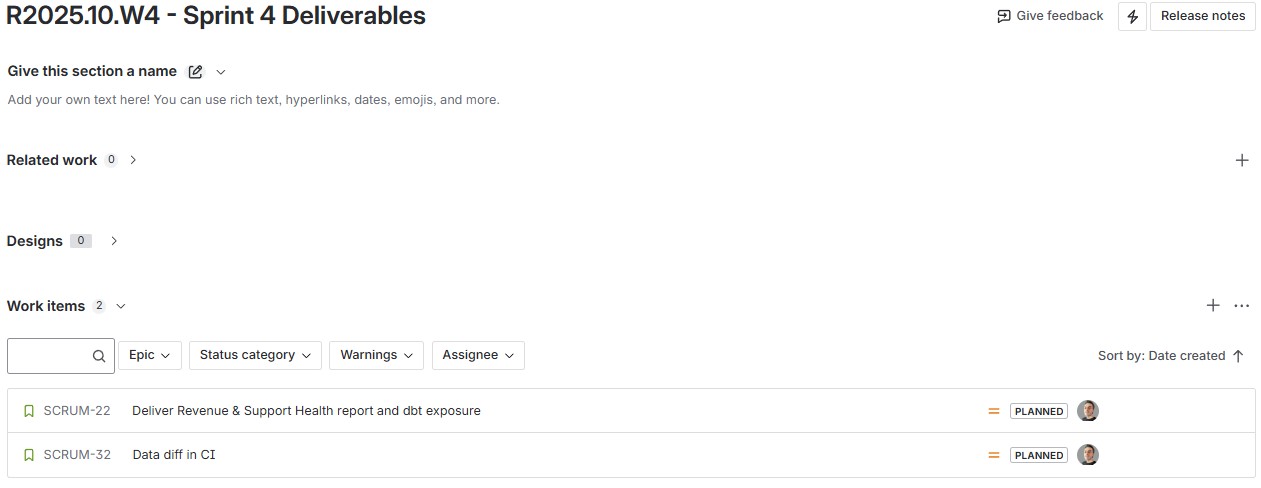 R2025.10.W4 - Sprint 4 Deliverables
Give feedback
Release notes
Give this section a name
Add your own text here! You can use rich text, hyperlinks, dates, emojis, and more.
Related work 0
Designs 0
Work items 2
Epic
Status category
Warnings
Assignee
Sort by: Date created
SCRUM-22 Deliver Revenue & Support Health report and dbt exposure PLANNED
SCRUM-32 Data diff in CI PLANNED